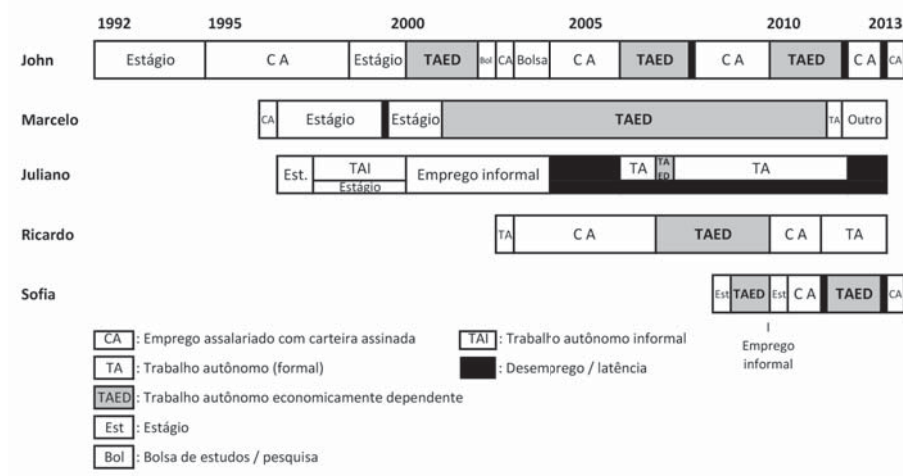 1992 1995 2000 2005 2010 2013
John Estágio C A Estágio TAED Bol CA Bolsa C A TAED C A TAED C A CA
Marcelo CA Estágio Estágio TAED TA Outro
Juliano Est. TAI Estágio Emprego informal TA TA ED TA
Ricardo TA C A TAED C A TA
Sofia Est TAED Est C A TAED CA
Emprego
informal
CA : Emprego assalariado com carteira assinada
TA : Trabalho autônomo (formal)
TAED : Trabalho autônomo economicamente dependente
Est : Estágio
Bol : Bolsa de estudos / pesquisa
TAI : Trabalho autônomo informal
: Desemprego / latência